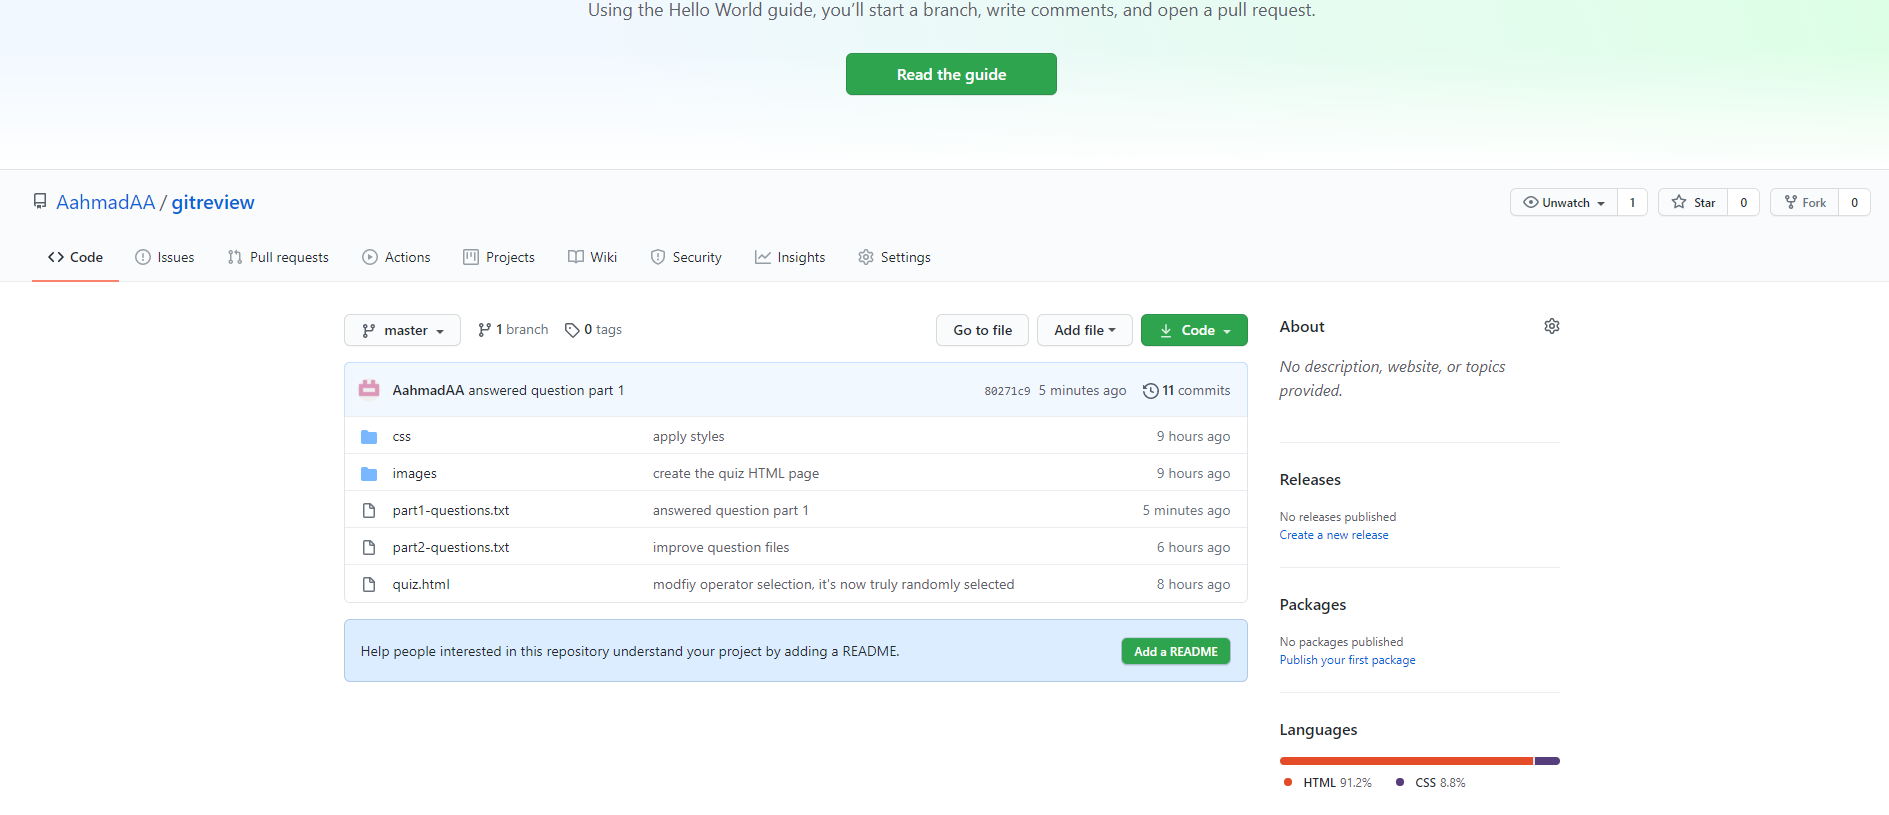 Using the Hello World guide, you’ll start a branch, write comments, and open a pull request.
Read the guide
AahmadAA / gitreview
Unwatch 1 Star 0 Fork 0
Code Issues Pull requests Actions Projects Wiki Security Insights Settings
master 1 branch 0 tags Go to file Add file Code
AahmadAA answered question part 1 80271c9 5 minutes ago 11 commits
css apply styles 9 hours ago
images create the quiz HTML page 9 hours ago
part1-questions.txt answered question part 1 5 minutes ago
part2-questions.txt improve question files 6 hours ago
quiz.html modfiy operator selection, it's now truly randomly selected 8 hours ago
Help people interested in this repository understand your project by adding a README. Add a README
About
No description, website, or topics
provided.
Releases
No releases published
Create a new release
Packages
No packages published
Publish your first package
Languages
HTML 91.2% CSS 8.8%